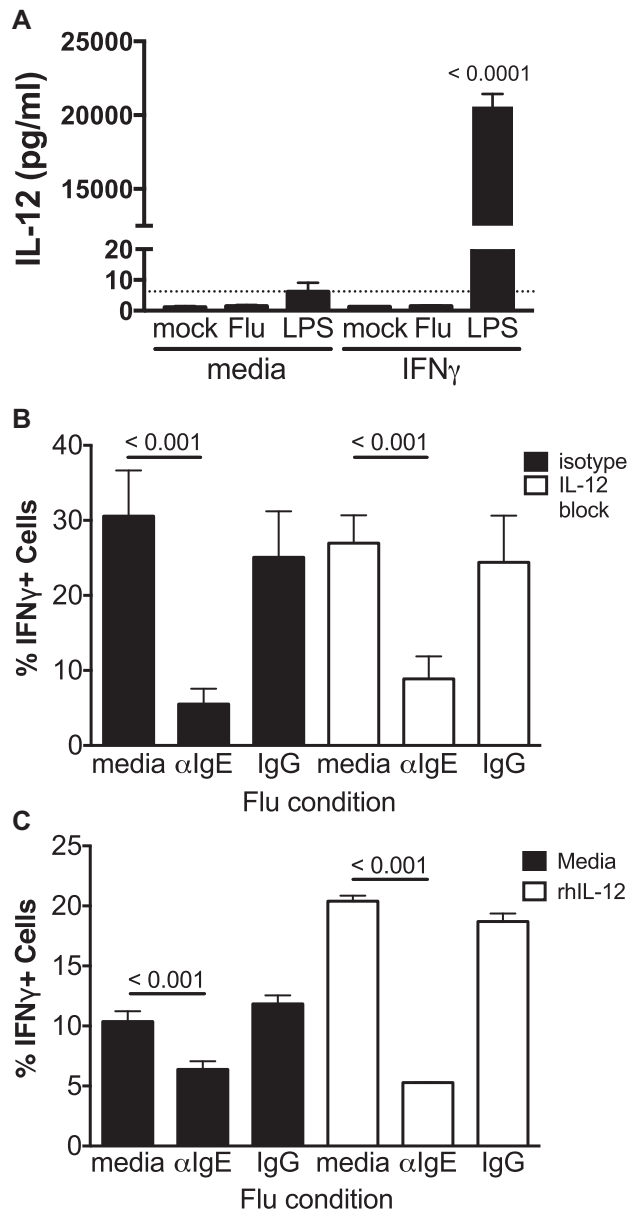 A
25000
20000
15000
20
10
0
IL-12 (pg/ml)
< 0.0001
mock Flu LPS mock Flu LPS
media IFNγ
B
40
30
20
10
0
% IFNγ+ Cells
< 0.001 < 0.001
isotype
IL-12
block
media αIgE IgG media αIgE IgG
Flu condition
C
25
20
15
10
5
0
% IFNγ+ Cells
< 0.001
< 0.001
Media
rhIL-12
media αIgE IgG media αIgE IgG
Flu condition